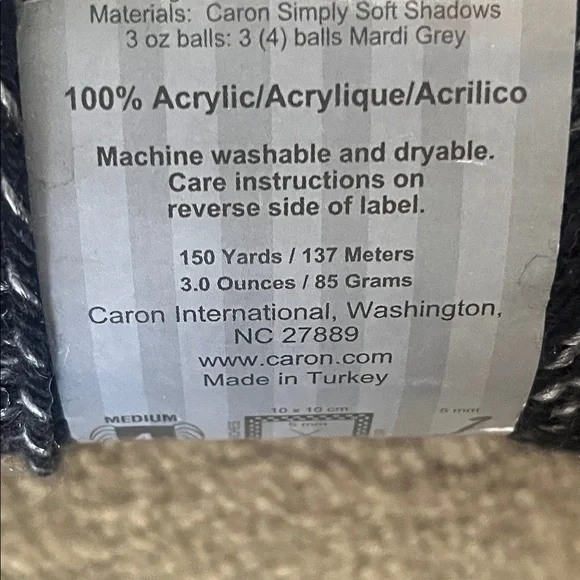 Materials: Caron Simply Soft Shadows
3 oz balls: 3 (4) balls Mardi Grey
100% Acrylic/Acrylique/Acrilico
Machine washable and dryable.
Care instructions on
reverse side of label.
150 Yards / 137 Meters
3.0 Ounces / 85 Grams
Caron International, Washington,
NC 27889
www.caron.com
Made in Turkey
10 x 10 cm
5 mm
MEDIUM
5 mm